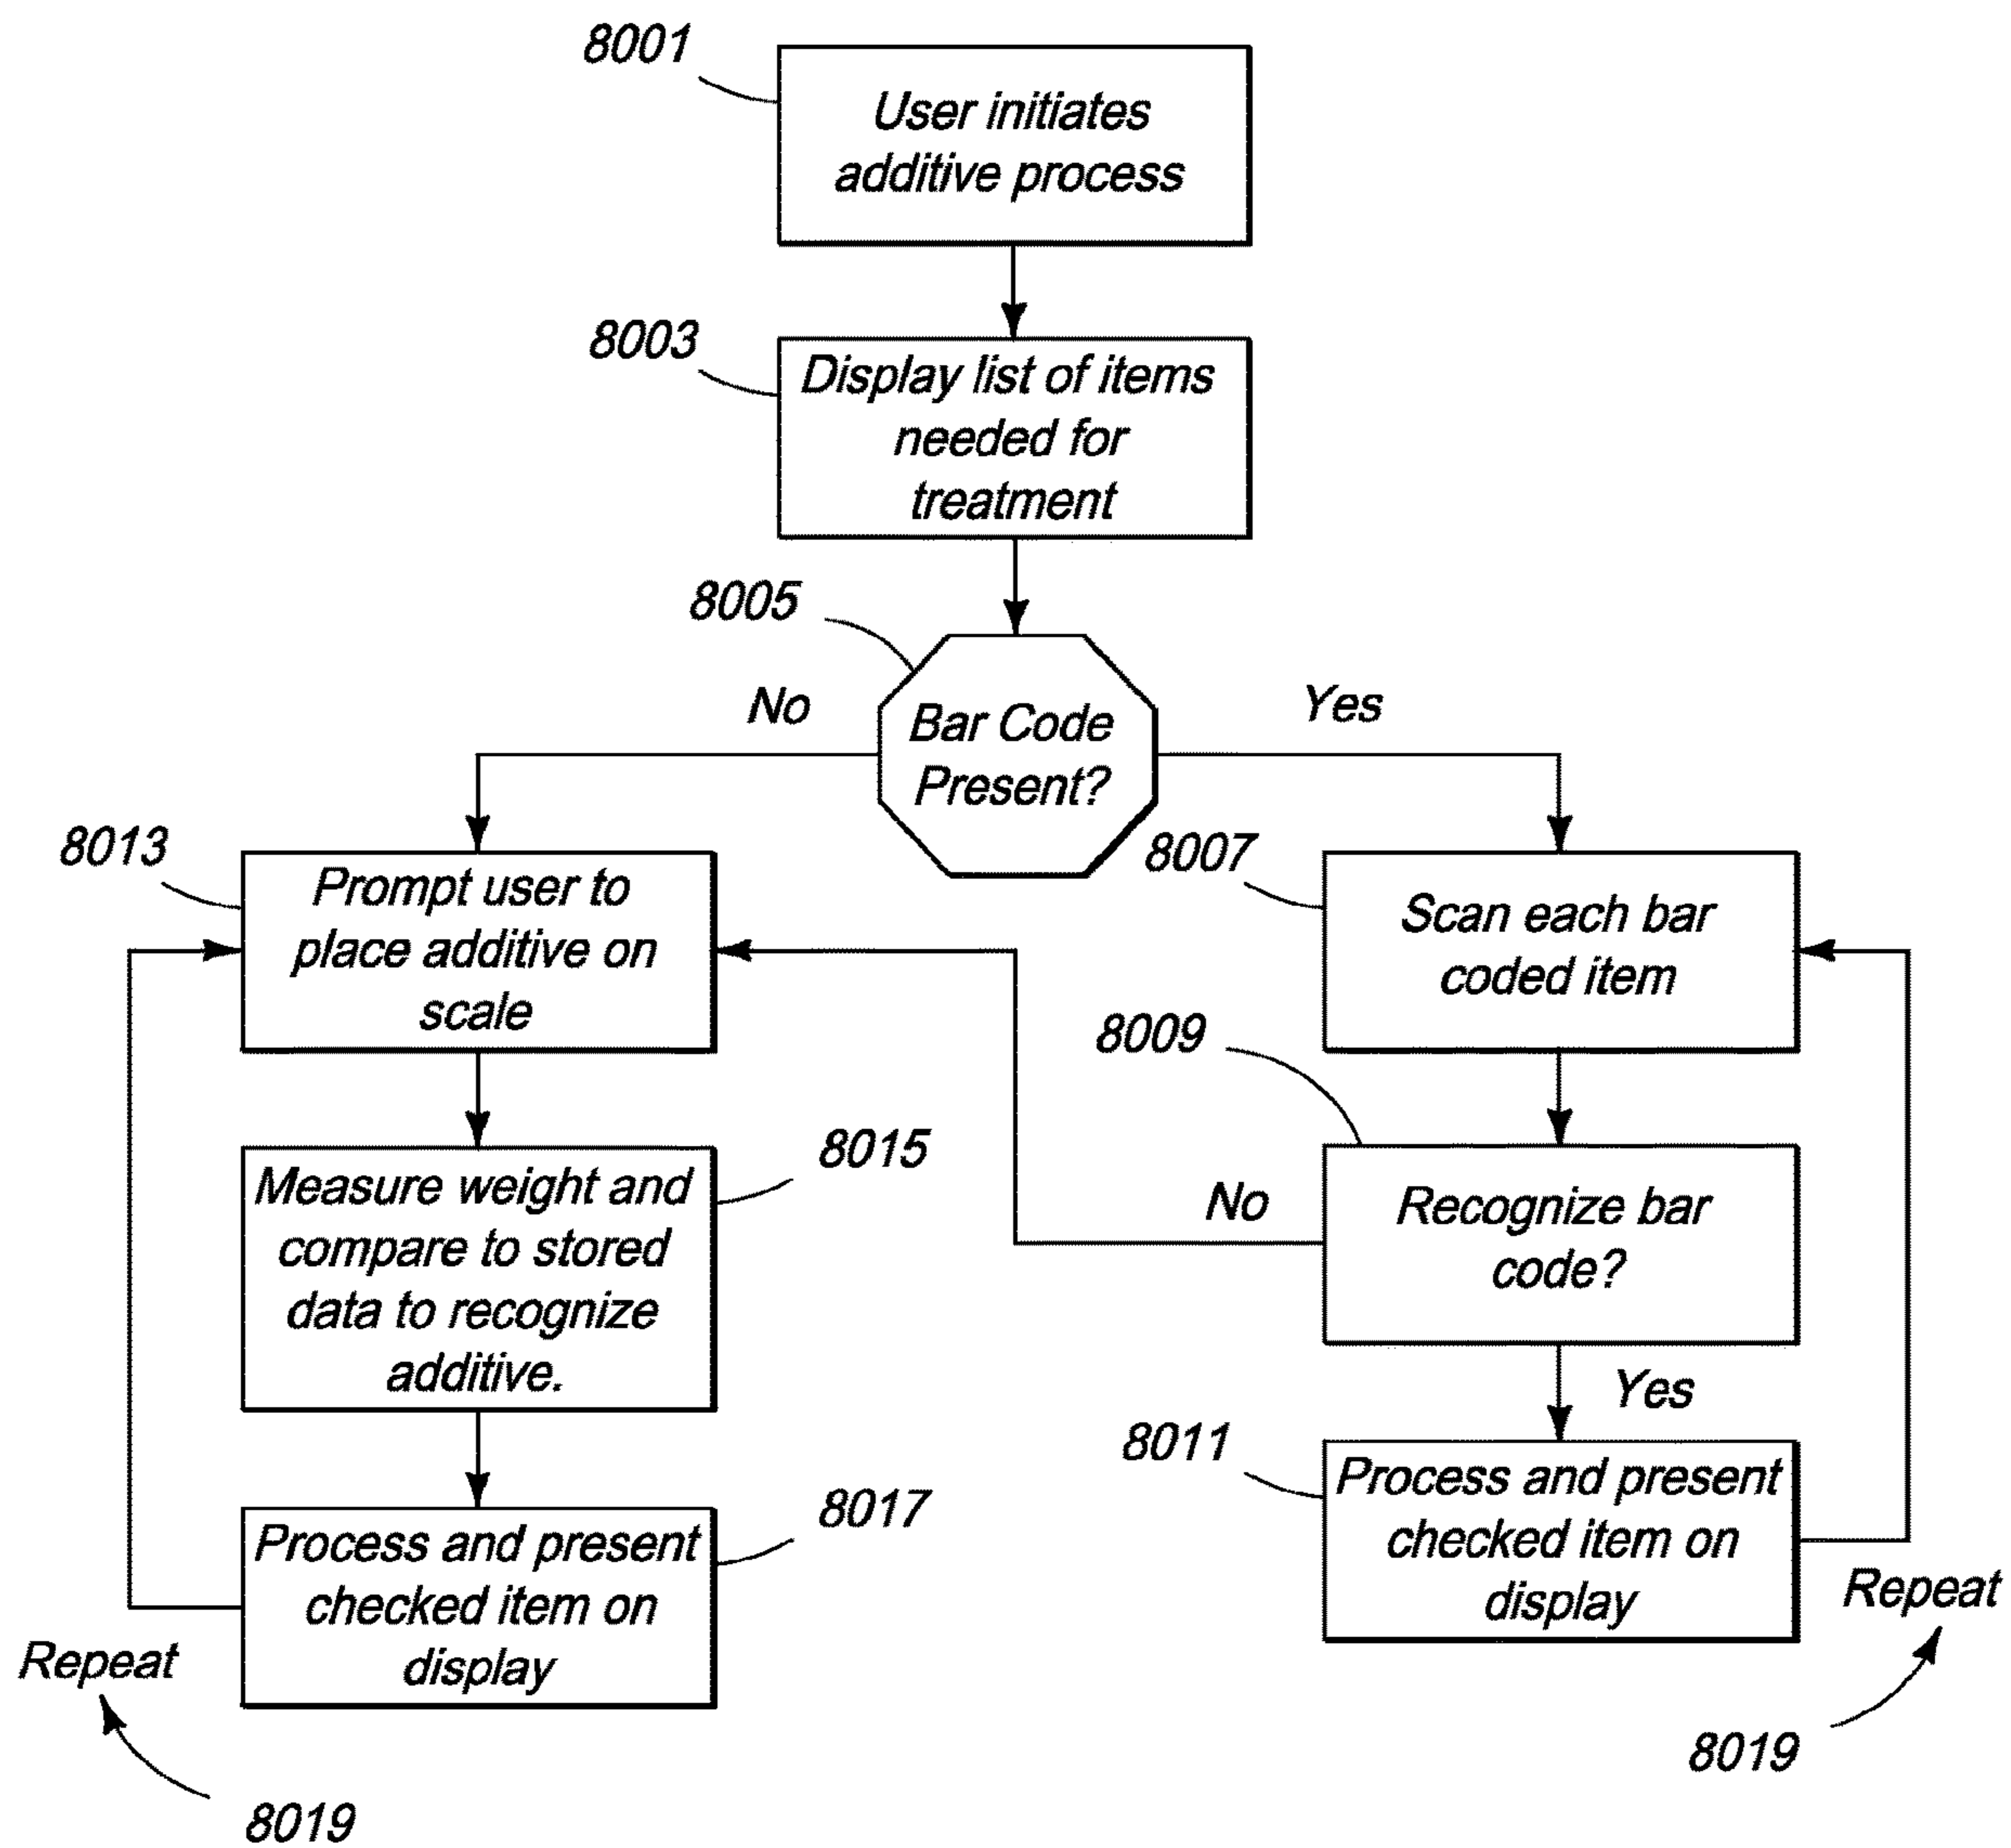 8001
User initiates
additive process
8003
Display list of items
needed for
treatment
8005
No
Yes
Bar Code
Present?
8013
Prompt user to
place additive on
scale
8007
Scan each bar
coded item
8009
8015
Measure weight and
compare to stored
data to recognize
additive.
No
Recognize bar
code?
Yes
8011
Process and present
checked item on
display
8017
Process and present
checked item on
display
Repeat
Repeat
8019
8019